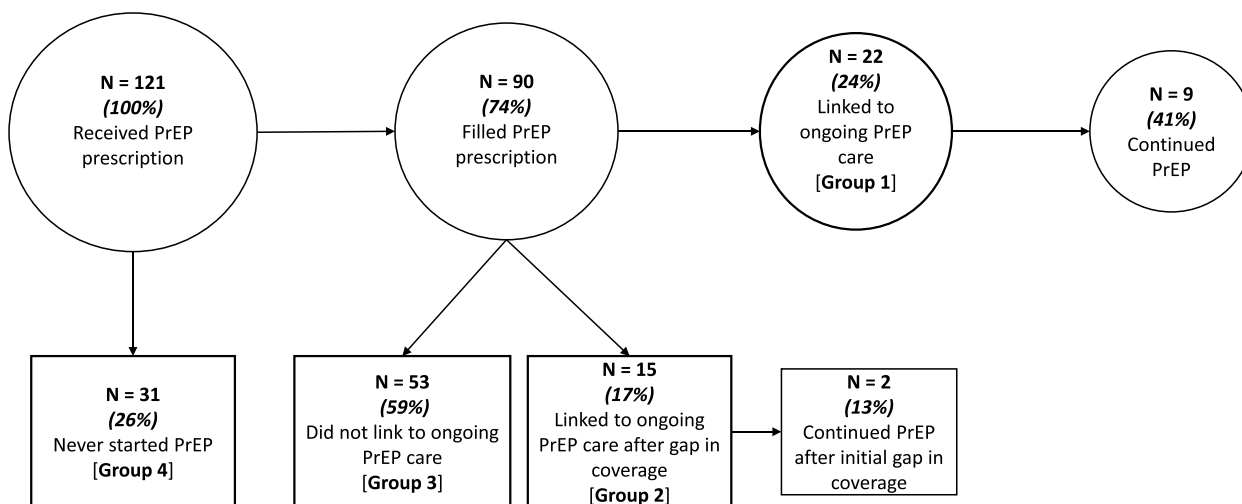 N = 121
(100%)
Received PrEP
prescription
N = 90
(74%)
Filled PrEP
prescription
N = 22
(24%)
Linked to
ongoing PrEP
care
[Group 1]
N = 9
(41%)
Continued
PrEP
N = 31
(26%)
Never started PrEP
[Group 4]
N = 53
(59%)
Did not link to ongoing
PrEP care
[Group 3]
N = 15
(17%)
Linked to ongoing
PrEP care after gap in
coverage
[Group 2]
N = 2
(13%)
Continued PrEP
after initial gap in
coverage